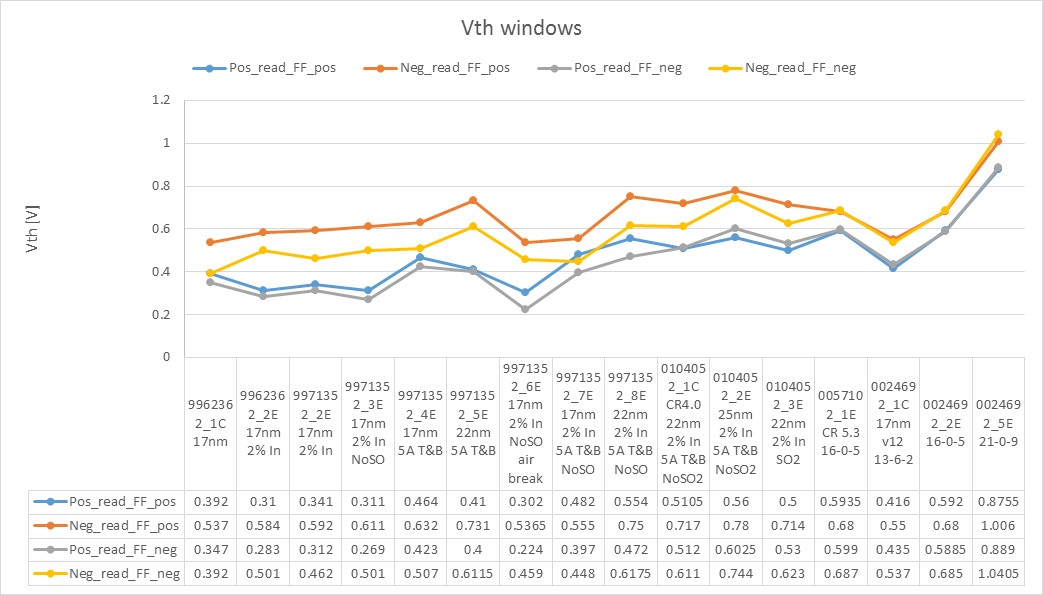 Vth windows
Pos_read_FF_pos Neg_read_FF_pos Pos_read_FF_neg Neg_read_FF_neg
Vth [V]
1.2
1
0.8
0.6
0.4
0.2
0
996236
2_1C
17nm
996236
2_2E
17nm
2% In
997135
2_2E
17nm
2% In
997135
2_3E
17nm
2% In
NoSO
997135
2_4E
17nm
5A T&B
997135
2_5E
22nm
5A T&B
997135
2_6E
17nm
2% In
NoSO
air
break
997135
2_7E
17nm
2% In
5A T&B
NoSO
997135
2_8E
22nm
2% In
5A T&B
NoSO
010405
2_1C
CR4.0
22nm
2% In
5A T&B
NoSO2
010405
2_2E
25nm
2% In
5A T&B
NoSO2
010405
2_3E
22nm
2% In
SO2
005710
2_1E
CR 5.3
16-0-5
002469
2_1C
17nm
v12
13-6-2
002469
2_2E
16-0-5
002469
2_5E
21-0-9
Pos_read_FF_pos 0.392 0.31 0.341 0.311 0.464 0.41 0.302 0.482 0.554 0.5105 0.56 0.5 0.5935 0.416 0.592 0.8755
Neg_read_FF_pos 0.537 0.584 0.592 0.611 0.632 0.731 0.5365 0.555 0.75 0.717 0.78 0.714 0.68 0.55 0.68 1.006
Pos_read_FF_neg 0.347 0.283 0.312 0.269 0.423 0.4 0.224 0.397 0.472 0.512 0.6025 0.53 0.599 0.435 0.5885 0.889
Neg_read_FF_neg 0.392 0.501 0.462 0.501 0.507 0.6115 0.459 0.448 0.6175 0.611 0.744 0.623 0.687 0.537 0.685 1.0405